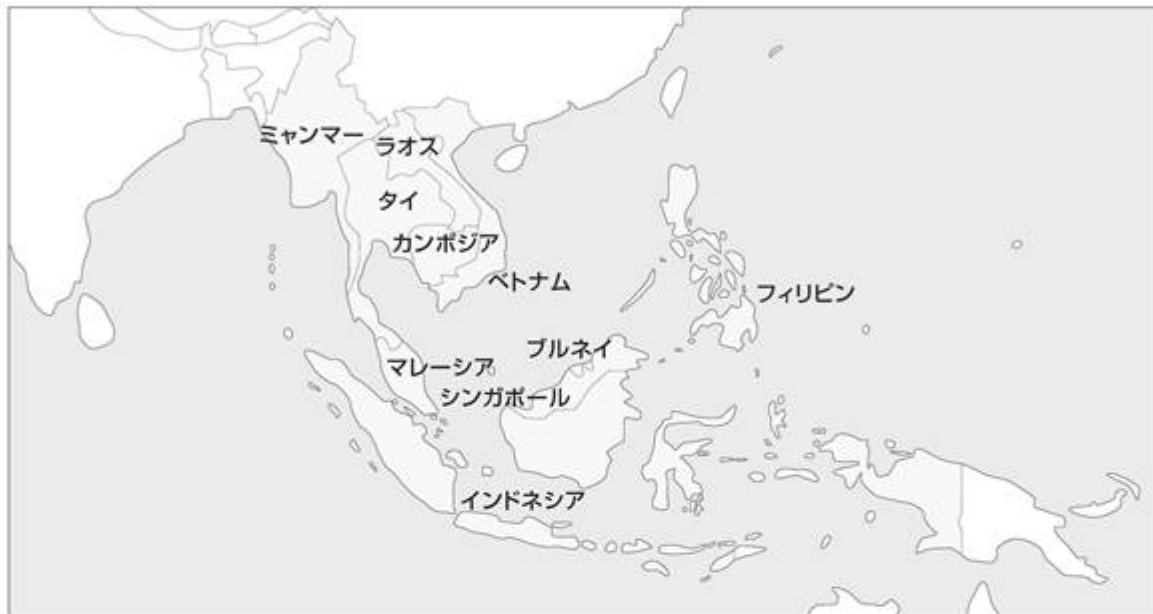 ミャンマー
ラオス
タイ
カンボジア
ベトナム
フィリピン
ブルネイ
マレーシア
シンガポール
インドネシア